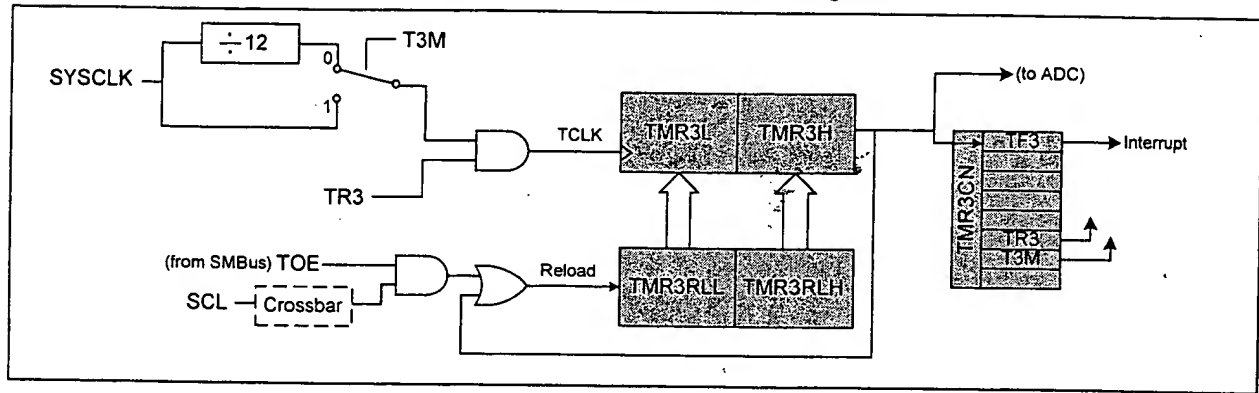 ÷12
0
T3M
SYSCLK
1
TCLK
TR3
TMR3L
TMR3H
(to ADC)
TMR3CN
TF3
Interrupt
TR3
T3M
(from SMBus) TOE
SCL
Crossbar
Reload
TMR3RLL
TMR3RLH